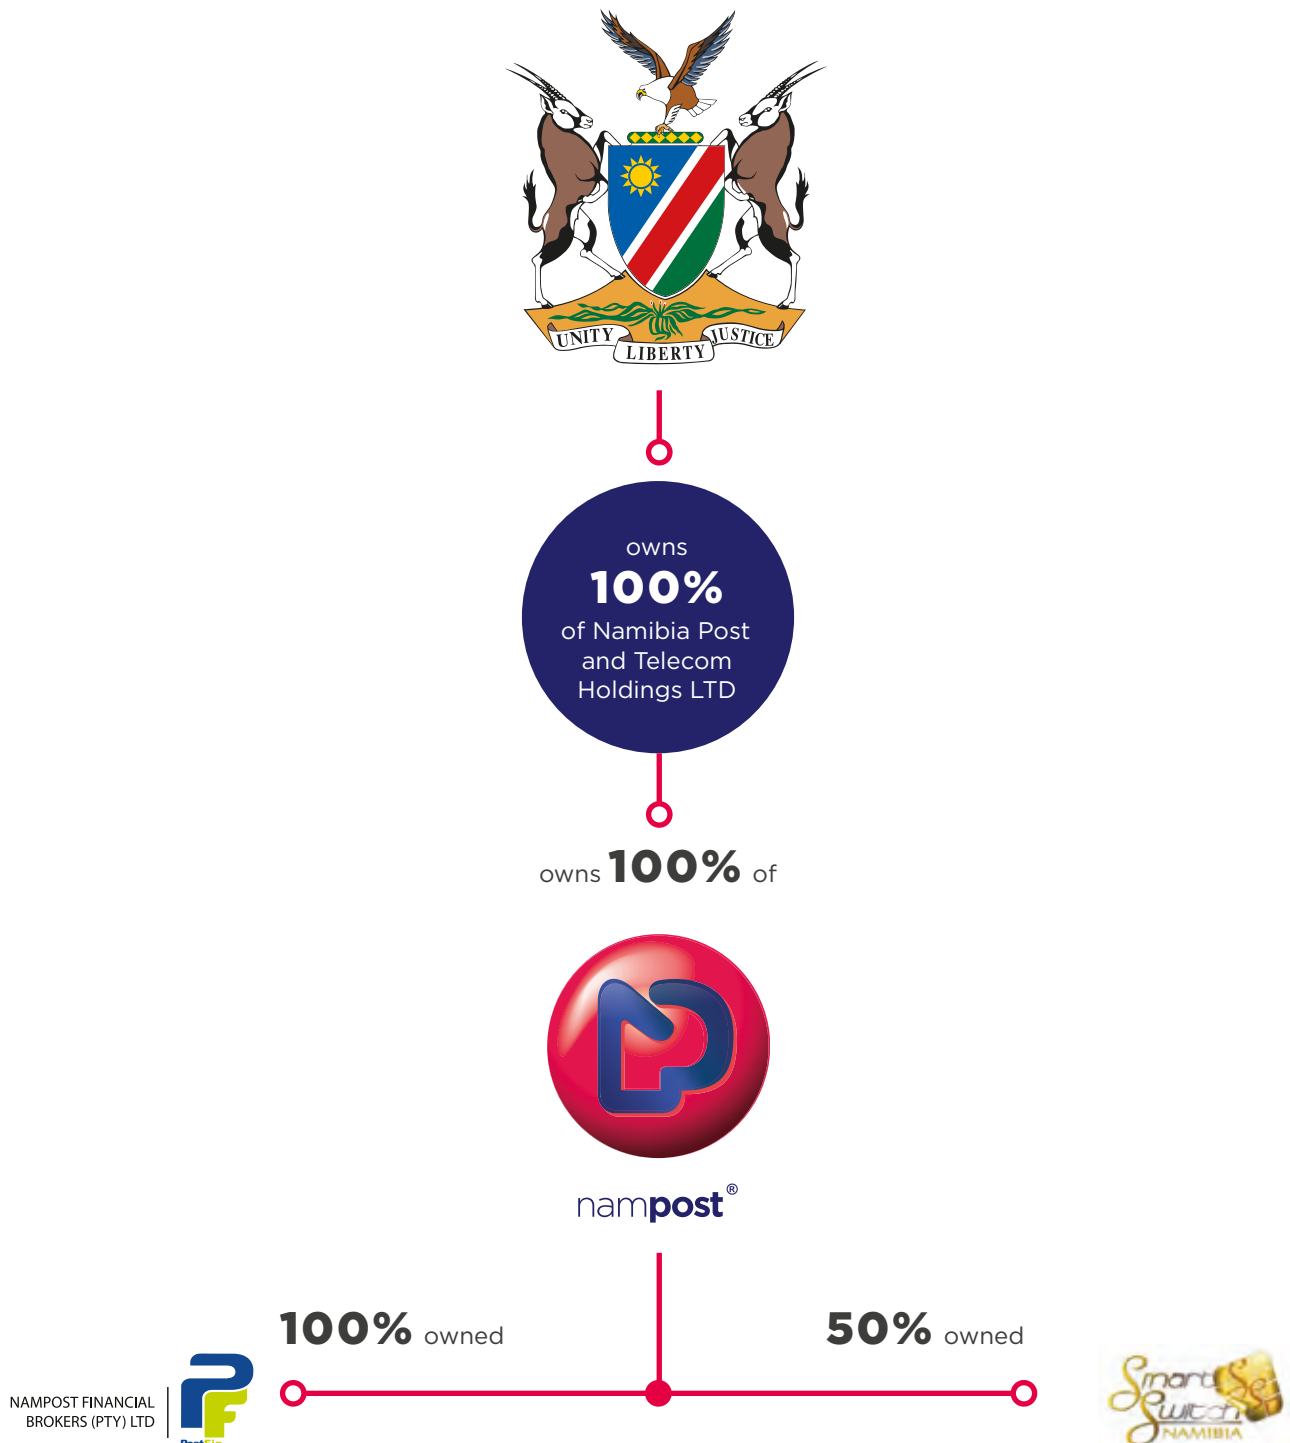 UNITY
LIBERTY
JUSTICE
owns
100%
of Namibia Post
and Telecom
Holdings LTD
owns 100% of
nampost®
100% owned
50% owned
NAMPOST FINANCIAL
BROKERS (PTY) LTD
PostFin
Smart
Switch
NAMIBIA